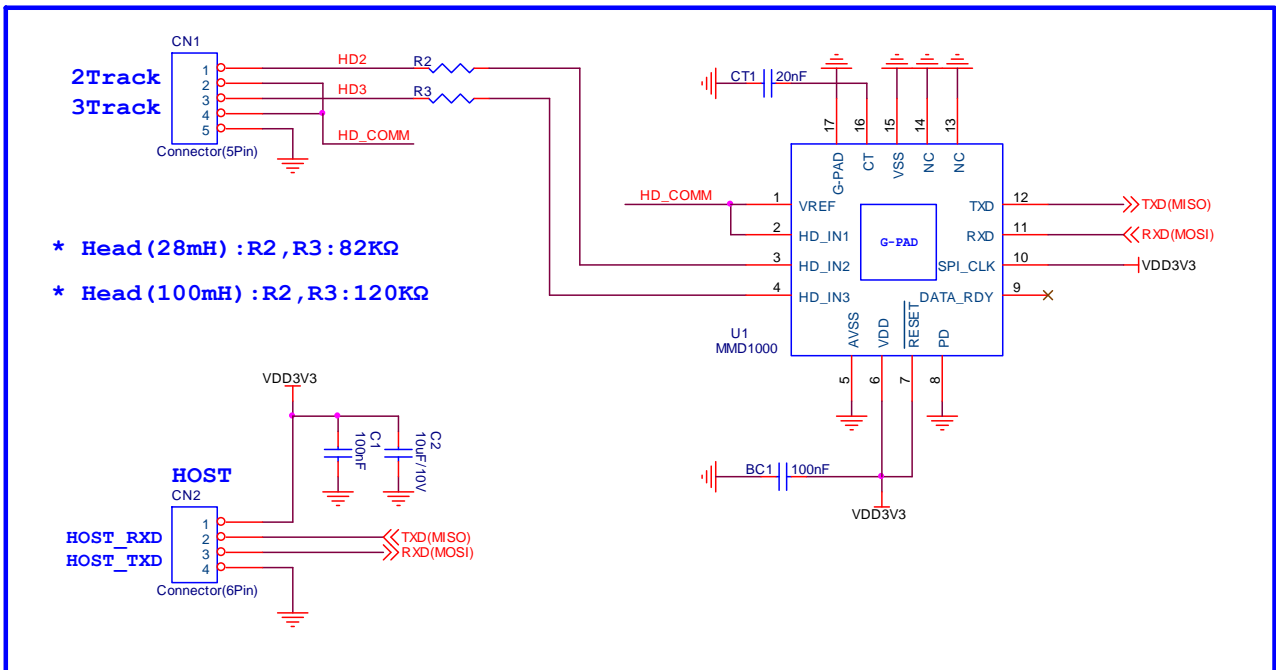 CN1
2Track
3Track
1
2
3
4
5
Connector(5Pin)
HD2
HD3
HD_COMM
R2
R3
* Head(28mH):R2,R3:82KΩ
* Head(100mH):R2,R3:120KΩ
CT1
20nF
17
16
15
14
13
G-PAD
CT
VSS
NC
NC
HD_COMM
1
VREF
2
HD_IN1
3
HD_IN2
4
HD_IN3
G-PAD
TXD
12
TXD(MISO)
RXD
11
RXD(MOSI)
SPI_CLK
10
VDD3V3
DATA_RDY
9
U1
MMD1000
AVSS
VDD
RESET
PD
5
6
7
8
BC1
100nF
VDD3V3
VDD3V3
C1
100nF
C2
10uF/10V
HOST
CN2
HOST_RXD
HOST_TXD
1
2
3
4
Connector(6Pin)
TXD(MISO)
RXD(MOSI)